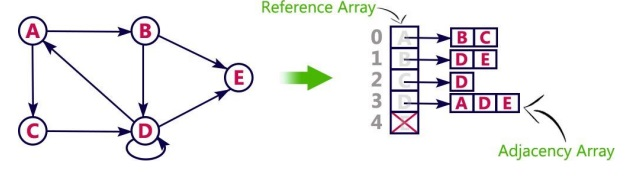 Reference Array
A B
E
C D
0 A B C
1 B D E
2 C D
3 D A D E
4
Adjacency Array